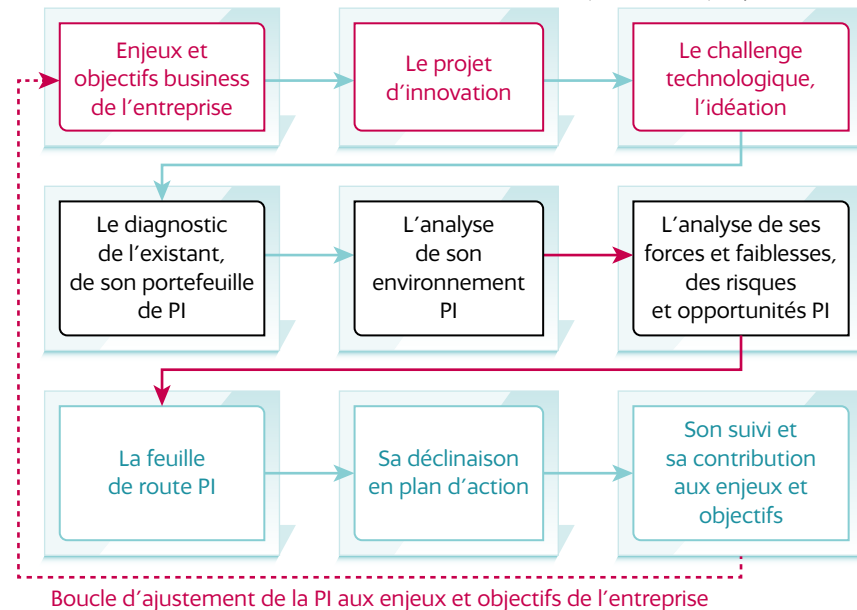 Enjeux et
objectifs business
de l'entreprise
Le projet
d'innovation
Le challenge
technologique,
l'idéation
Le diagnostic
de l'existant,
de son portefeuille
de PI
L'analyse
de son
environnement
PI
L'analyse de ses
forces et faiblesses,
des risques
et opportunités PI
La feuille
de route PI
Sa déclinaison
en plan d'action
Son suivi et
sa contribution
aux enjeux et
objectifs
Boucle d'ajustement de la PI aux enjeux et objectifs de l'entreprise